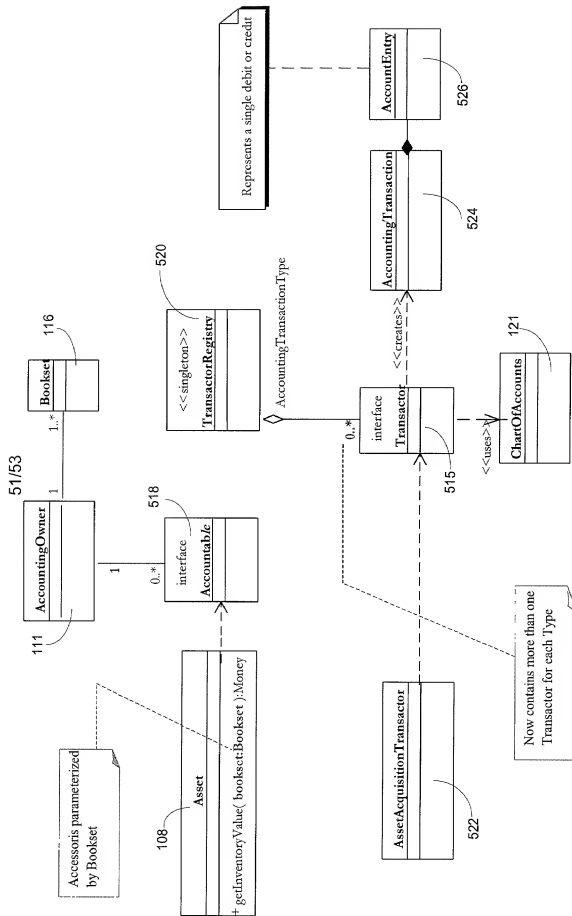 51/53
AccountingOwner
111
1
1..*
Bookset
116
1
0..*
interface
Accountable
518
Accessoris parameterized
by Bookset
108
Asset
+ getInventoryValue( bookset:Bookset ):Money
<<singleton>>
TransactorRegistry
520
AccountingTransactionType
0..*
interface
Transactor
515
<<creates>>
AccountingTransaction
524
AccountEntry
526
Represents a single debit or credit
<<uses>>
ChartOfAccounts
121
AssetAcquisitionTransactor
522
Now contains more than one
Transactor for each Type